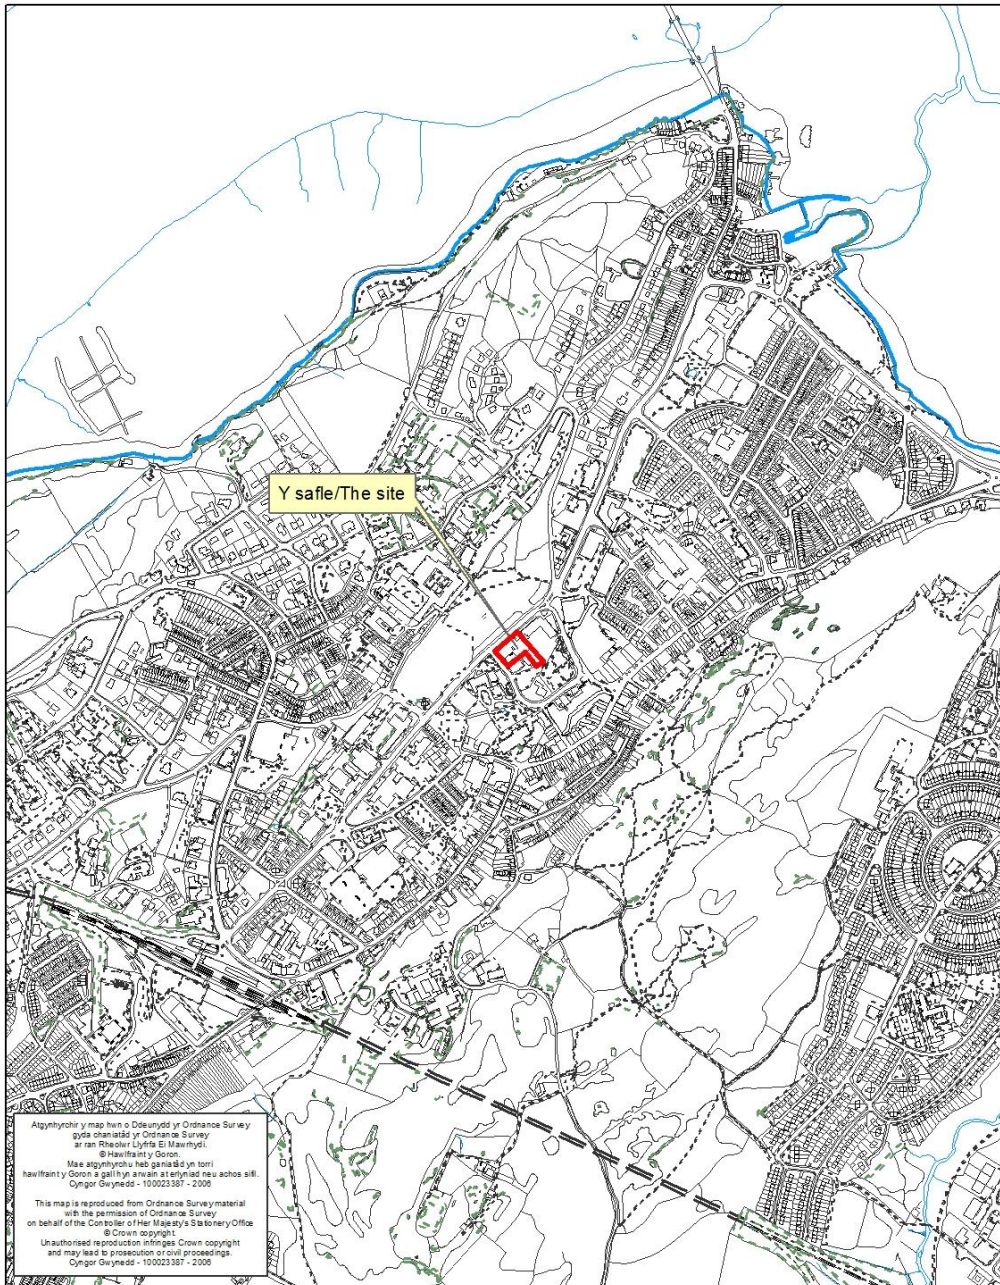 Y safle/The site
Atgynhyrchir y map hwn o Ddeunydd yr Ordnance Survey
gyda chaniatâd yr Ordnance Survey
ar ran Rheolwr Llyfrfa Ei Mawrhydi.
© Hawlfraint y Goron.
Mae atgynhyrchu heb ganiatâd yn torri
hawlfraint y Goron a gall hyn arwain at erlyniad neu achos sifil.
Cyngor Gwynedd - 100023387 - 2006
This map is reproduced from Ordnance Survey material
with the permission of Ordnance Survey
on behalf of the Controller of Her Majesty's Stationery Office
© Crown copyright.
Unauthorised reproduction infringes Crown copyright
and may lead to prosecution or civil proceedings.
Cyngor Gwynedd - 100023387 - 2006